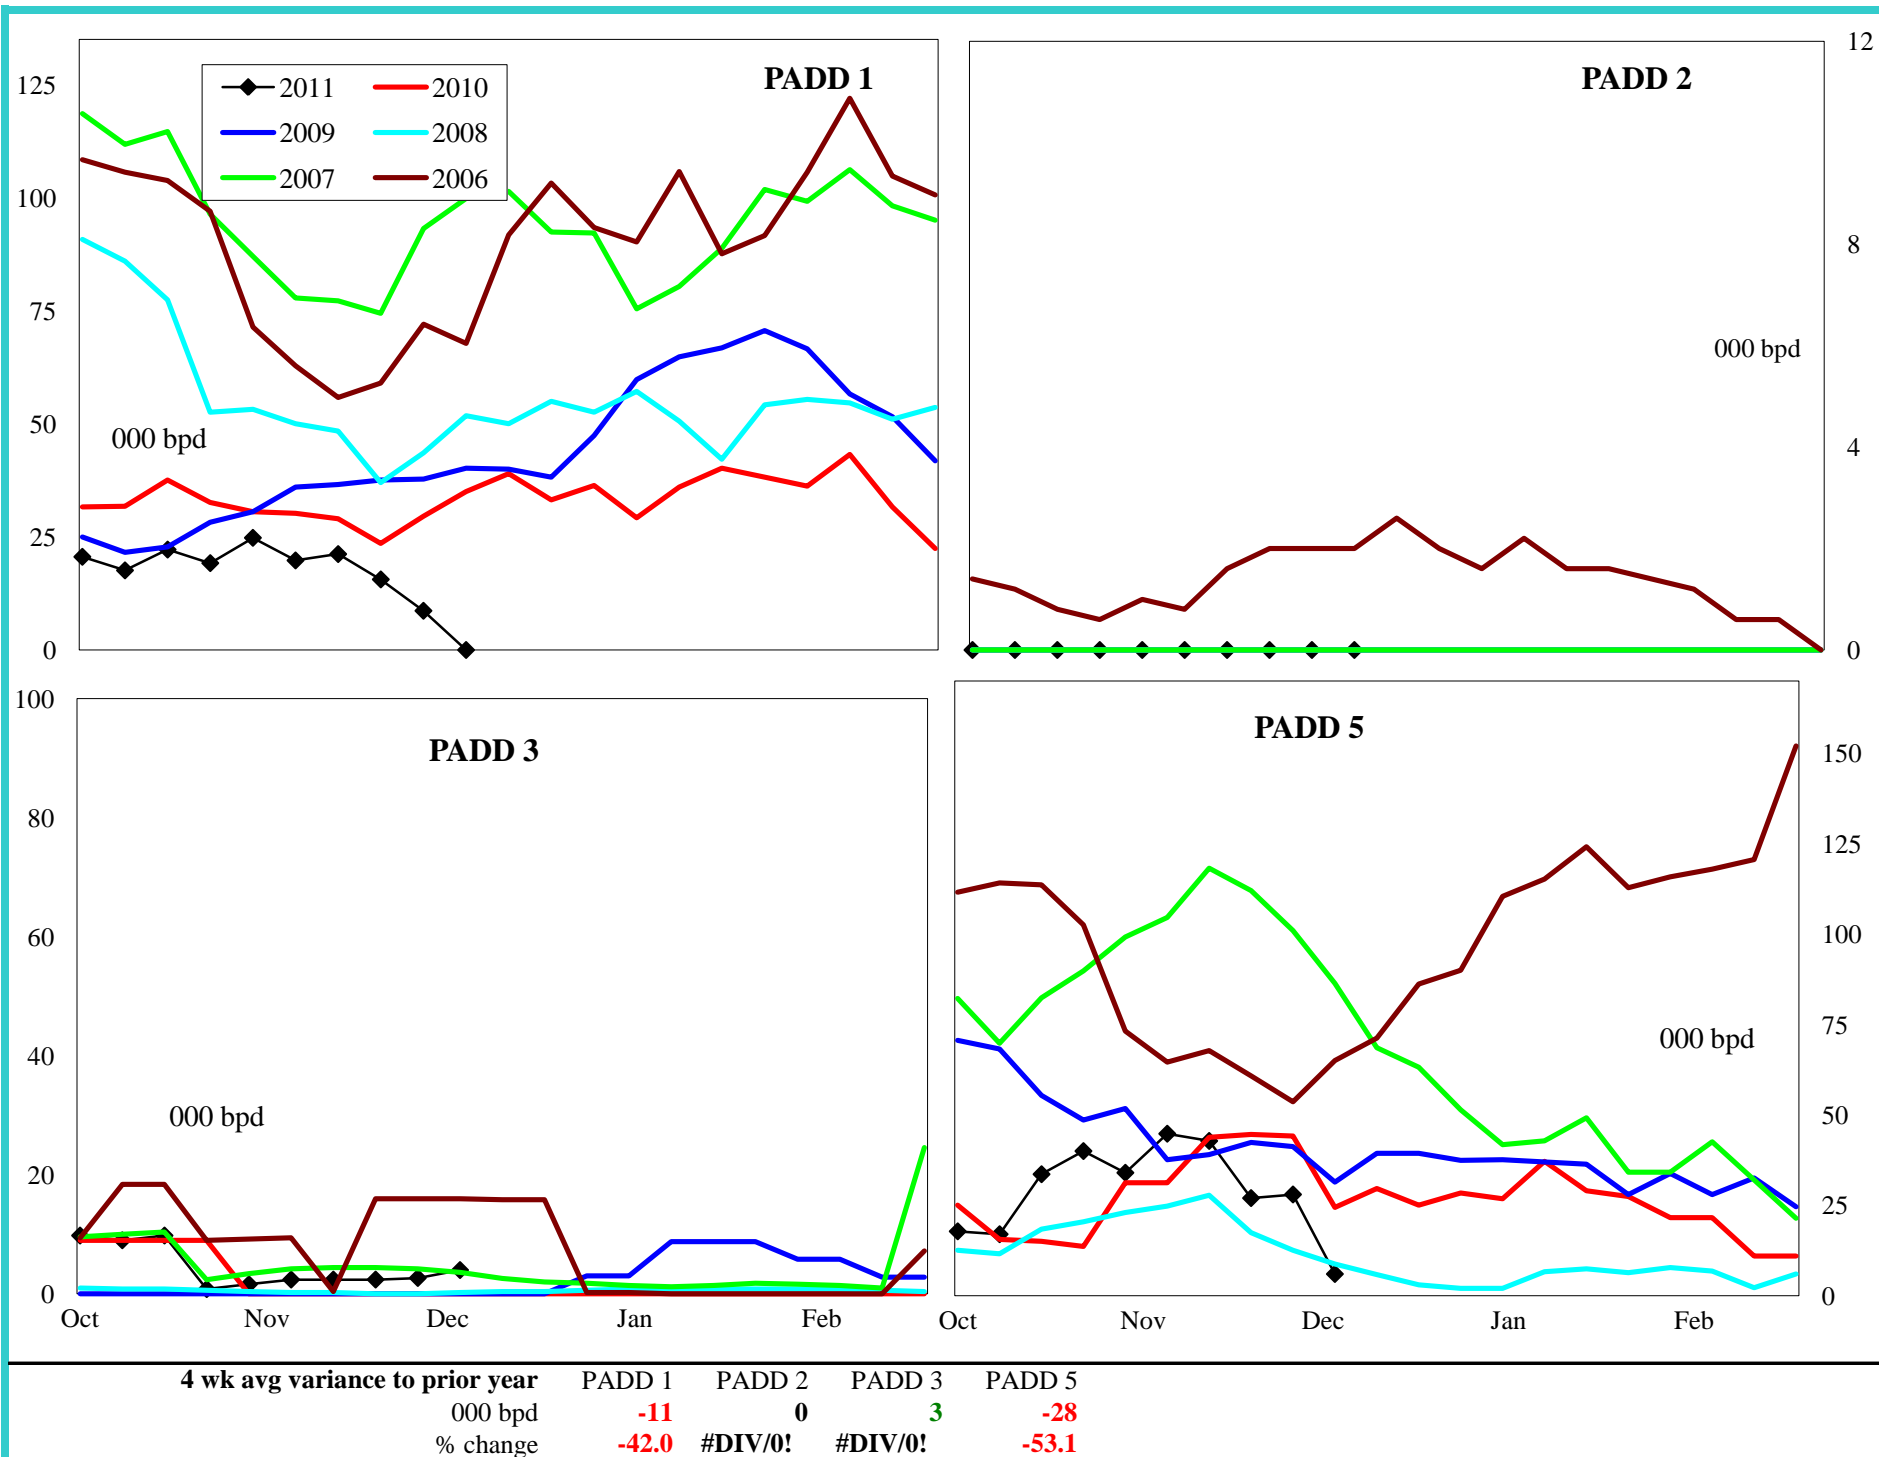 PADD 1
125
100
75
50
25
0
2011 2010
2009 2008
2007 2006
000 bpd
PADD 2
12
8
4
0
000 bpd
PADD 3
100
80
60
40
20
0
000 bpd
Oct Nov Dec Jan Feb
PADD 5
150
125
100
75
50
25
0
000 bpd
Oct Nov Dec Jan Feb
4 wk avg variance to prior year PADD 1 PADD 2 PADD 3 PADD 5
000 bpd -11 0 3 -28
% change -42.0 #DIV/0! #DIV/0! -53.1